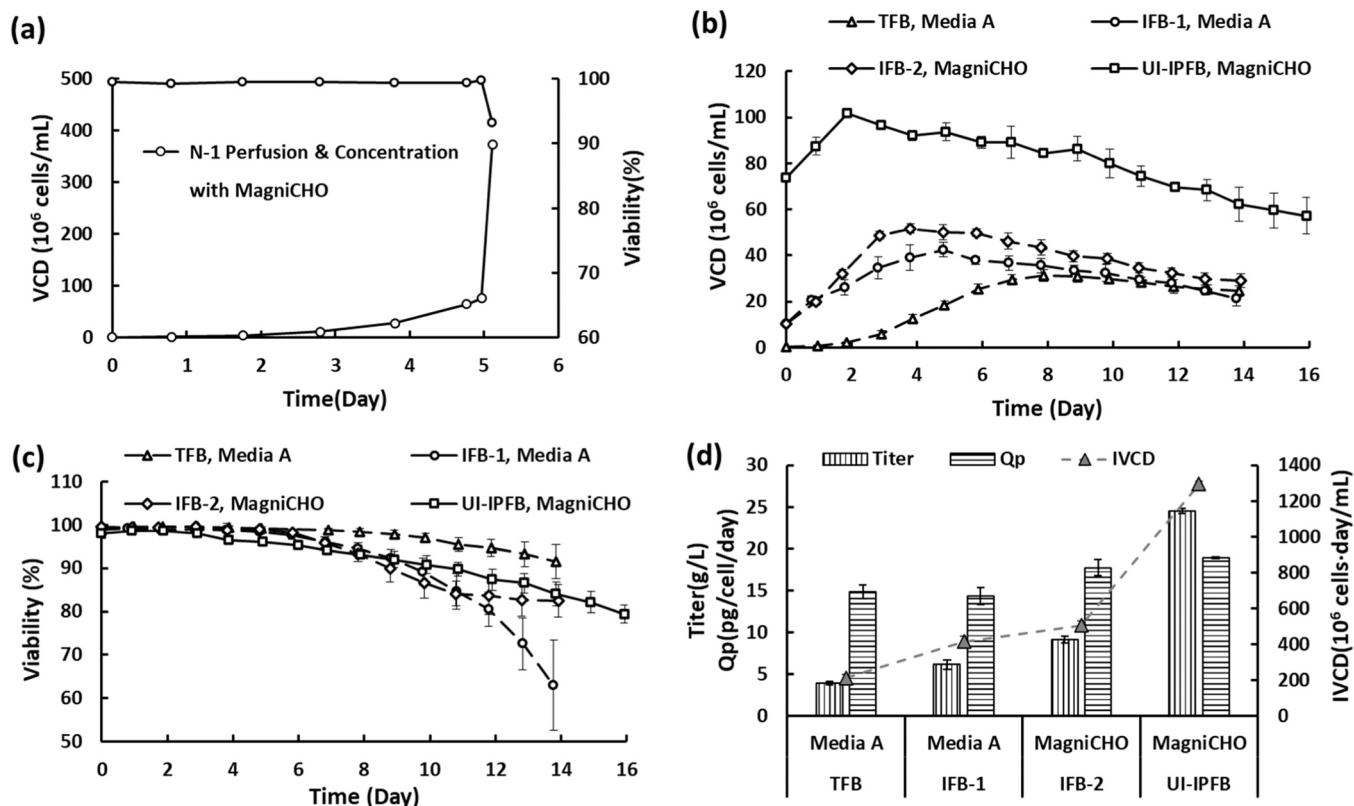 (a)
500
400
300
200
100
0
VCD (10⁶ cells/mL)
N-1 Perfusion & Concentration
with MagniCHO
100
90
80
70
60
Viability(%)
0 1 2 3 4 5 6
Time(Day)
(b)
TFB, Media A
IFB-1, Media A
IFB-2, MagniCHO
UI-IPFB, MagniCHO
120
100
80
60
40
20
0
VCD (10⁶ cells/mL)
0 2 4 6 8 10 12 14 16
Time (Day)
(c)
TFB, Media A
IFB-1, Media A
IFB-2, MagniCHO
UI-IPFB, MagniCHO
110
100
90
80
70
60
50
Viability (%)
0 2 4 6 8 10 12 14 16
Time (Day)
(d)
Titer
Qp
IVCD
30
25
20
15
10
5
0
Titer(g/L)
Qp(pg/cell/day)
1400
1200
1000
800
600
400
200
0
IVCD(10⁶ cells·day/mL)
Media A Media A MagniCHO MagniCHO
TFB IFB-1 IFB-2 UI-IPFB